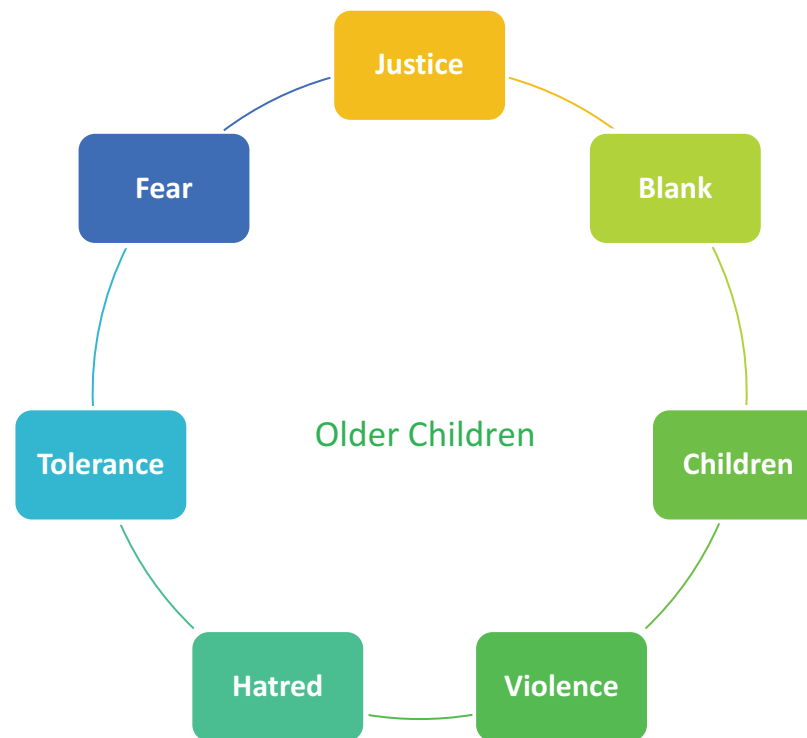 Justice
Fear
Blank
Older Children
Tolerance
Children
Hatred
Violence